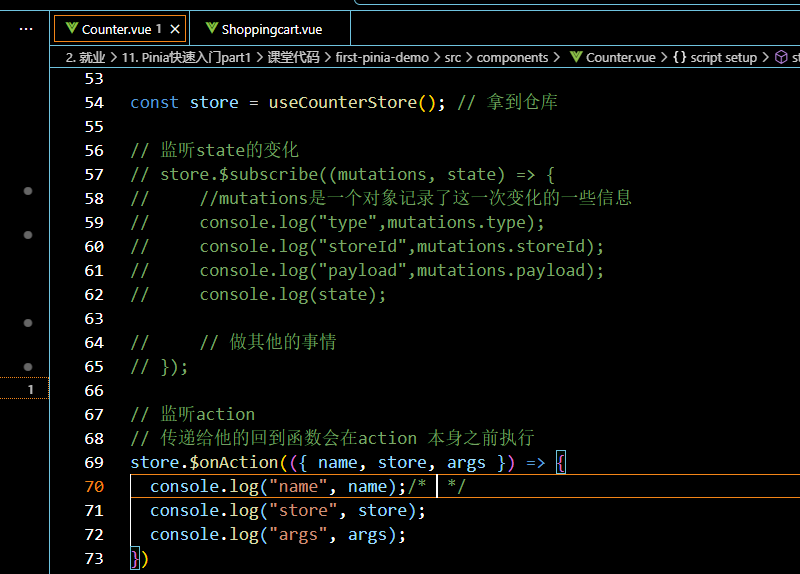 Counter.vue 1 Shoppingcart.vue
2. 就业 > 11. Pinia快速入门part1 > 课堂代码 > first-pinia-demo > src > components > Counter.vue > {} script setup > st
53
54 const store = useCounterStore(); // 拿到仓库
55
56 // 监听state的变化
57 // store.$subscribe((mutations, state) => {
58 //     //mutations是一个对象记录了这一次变化的一些信息
59 //     console.log("type",mutations.type);
60 //     console.log("storeId",mutations.storeId);
61 //     console.log("payload",mutations.payload);
62 //     console.log(state);
63
64 //     // 做其他的事情
65 // });
66
1 67 // 监听action
68 // 传递给他的回到函数会在action 本身之前执行
69 store.$onAction(({ name, store, args }) => {
70   console.log("name", name);/*  */
71   console.log("store", store);
72   console.log("args", args);
73 })